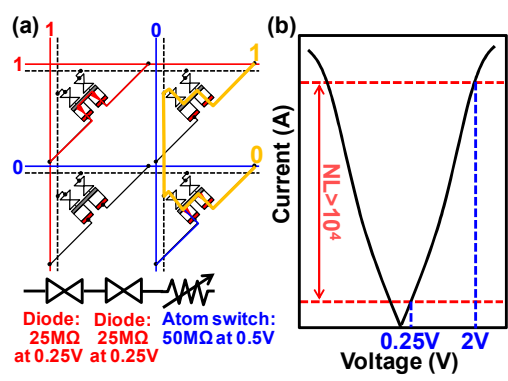 (a)
1
0
1
1
0
0
Diode:
25MΩ
at 0.25V
Diode:
25MΩ
at 0.25V
Atom switch:
50MΩ at 0.5V
(b)
Current (A)
NL>10⁴
0.25V
2V
Voltage (V)